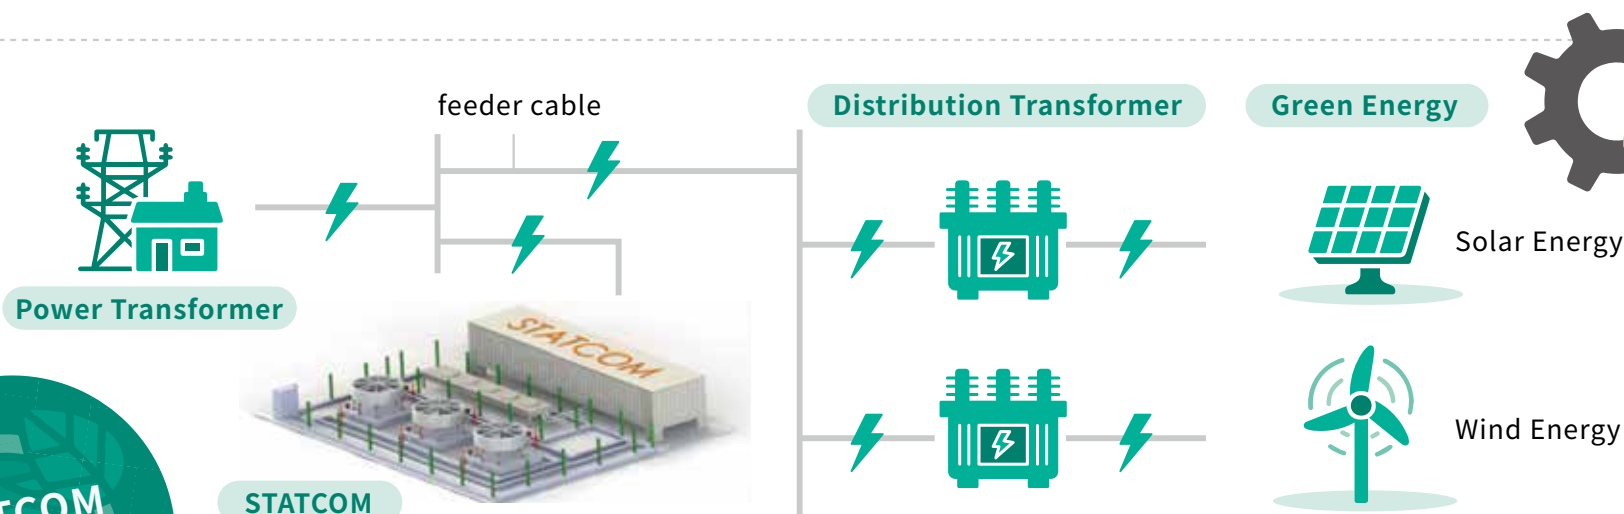 feeder cable
Distribution Transformer
Green Energy
Solar Energy
Power Transformer
STATCOM
Wind Energy
STATCOM